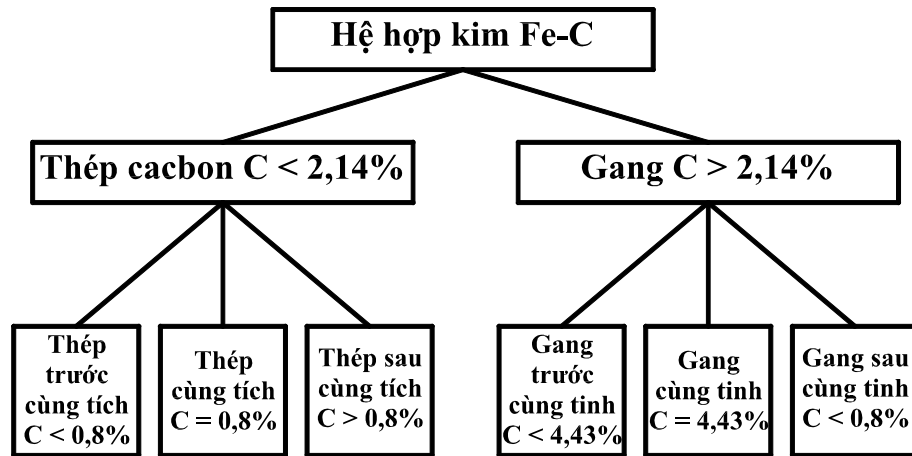 Hệ hợp kim Fe-C
Thép cacbon C < 2,14%
Gang C > 2,14%
Thép
trước
cùng tích
C < 0,8%
Thép
cùng tích
C = 0,8%
Thép sau
cùng tích
C > 0,8%
Gang
trước
cùng tinh
C < 4,43%
Gang
cùng tinh
C = 4,43%
Gang sau
cùng tinh
C < 0,8%